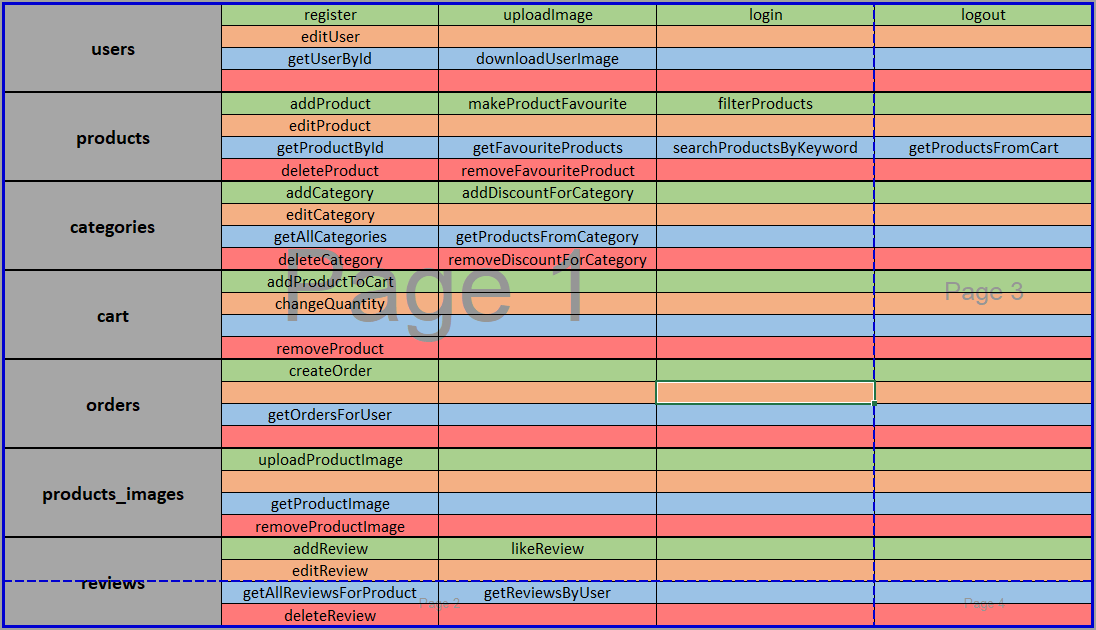 users
register uploadImage login logout
editUser
getUserById downloadUserImage
products
addProduct makeProductFavourite filterProducts
editProduct
getProductById getFavouriteProducts searchProductsByKeyword getProductsFromCart
deleteProduct removeFavouriteProduct
categories
addCategory addDiscountForCategory
editCategory
getAllCategories getProductsFromCategory
deleteCategory removeDiscountForCategory
Page 1
cart
addProductToCart
changeQuantity
Page 3
removeProduct
orders
createOrder
getOrdersForUser
products_images
uploadProductImage
getProductImage
removeProductImage
reviews
addReview likeReview
editReview
getAllReviewsForProduct getReviewsByUser
Page 2 Page 4
deleteReview